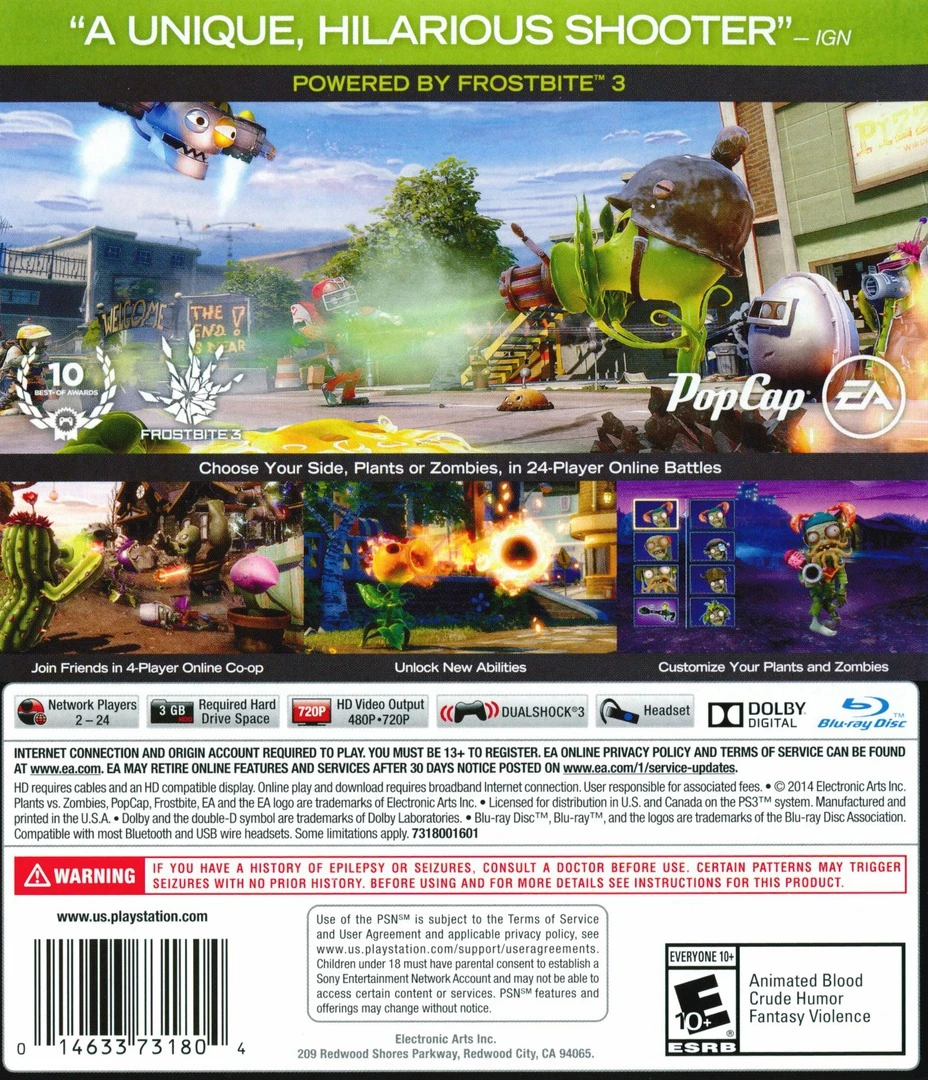 “A UNIQUE, HILARIOUS SHOOTER” – IGN
POWERED BY FROSTBITE™ 3
WELCOME
THE
END
IS NEAR
10
BEST-OF AWARDS
FROSTBITE 3
PopCap
EA
Choose Your Side, Plants or Zombies, in 24-Player Online Battles
Join Friends in 4-Player Online Co-op
Unlock New Abilities
Customize Your Plants and Zombies
Network Players
2 – 24
3 GB
Required Hard
Drive Space
720P
HD Video Output
480P•720P
DUALSHOCK®3
Headset
DOLBY
DIGITAL
Blu-ray Disc™
INTERNET CONNECTION AND ORIGIN ACCOUNT REQUIRED TO PLAY. YOU MUST BE 13+ TO REGISTER. EA ONLINE PRIVACY POLICY AND TERMS OF SERVICE CAN BE FOUND
AT www.ea.com. EA MAY RETIRE ONLINE FEATURES AND SERVICES AFTER 30 DAYS NOTICE POSTED ON www.ea.com/1/service-updates.
HD requires cables and an HD compatible display. Online play and download requires broadband Internet connection. User responsible for associated fees. • © 2014 Electronic Arts Inc.
Plants vs. Zombies, PopCap, Frostbite, EA and the EA logo are trademarks of Electronic Arts Inc. • Licensed for distribution in U.S. and Canada on the PS3™ system. Manufactured and
printed in the U.S.A. • Dolby and the double-D symbol are trademarks of Dolby Laboratories. • Blu-ray Disc™, Blu-ray™, and the logos are trademarks of the Blu-ray Disc Association.
Compatible with most Bluetooth and USB wire headsets. Some limitations apply. 7318001601
WARNING
IF YOU HAVE A HISTORY OF EPILEPSY OR SEIZURES, CONSULT A DOCTOR BEFORE USE. CERTAIN PATTERNS MAY TRIGGER
SEIZURES WITH NO PRIOR HISTORY. BEFORE USING AND FOR MORE DETAILS SEE INSTRUCTIONS FOR THIS PRODUCT.
www.us.playstation.com
0 14633 73180 4
Use of the PSN℠ is subject to the Terms of Service
and User Agreement and applicable privacy policy, see
www.us.playstation.com/support/useragreements.
Children under 18 must have parental consent to establish a
Sony Entertainment Network Account and may not be able to
access certain content or services. PSN℠ features and
offerings may change without notice.
Electronic Arts Inc.
209 Redwood Shores Parkway, Redwood City, CA 94065.
EVERYONE 10+
E
10+
®
ESRB
Animated Blood
Crude Humor
Fantasy Violence